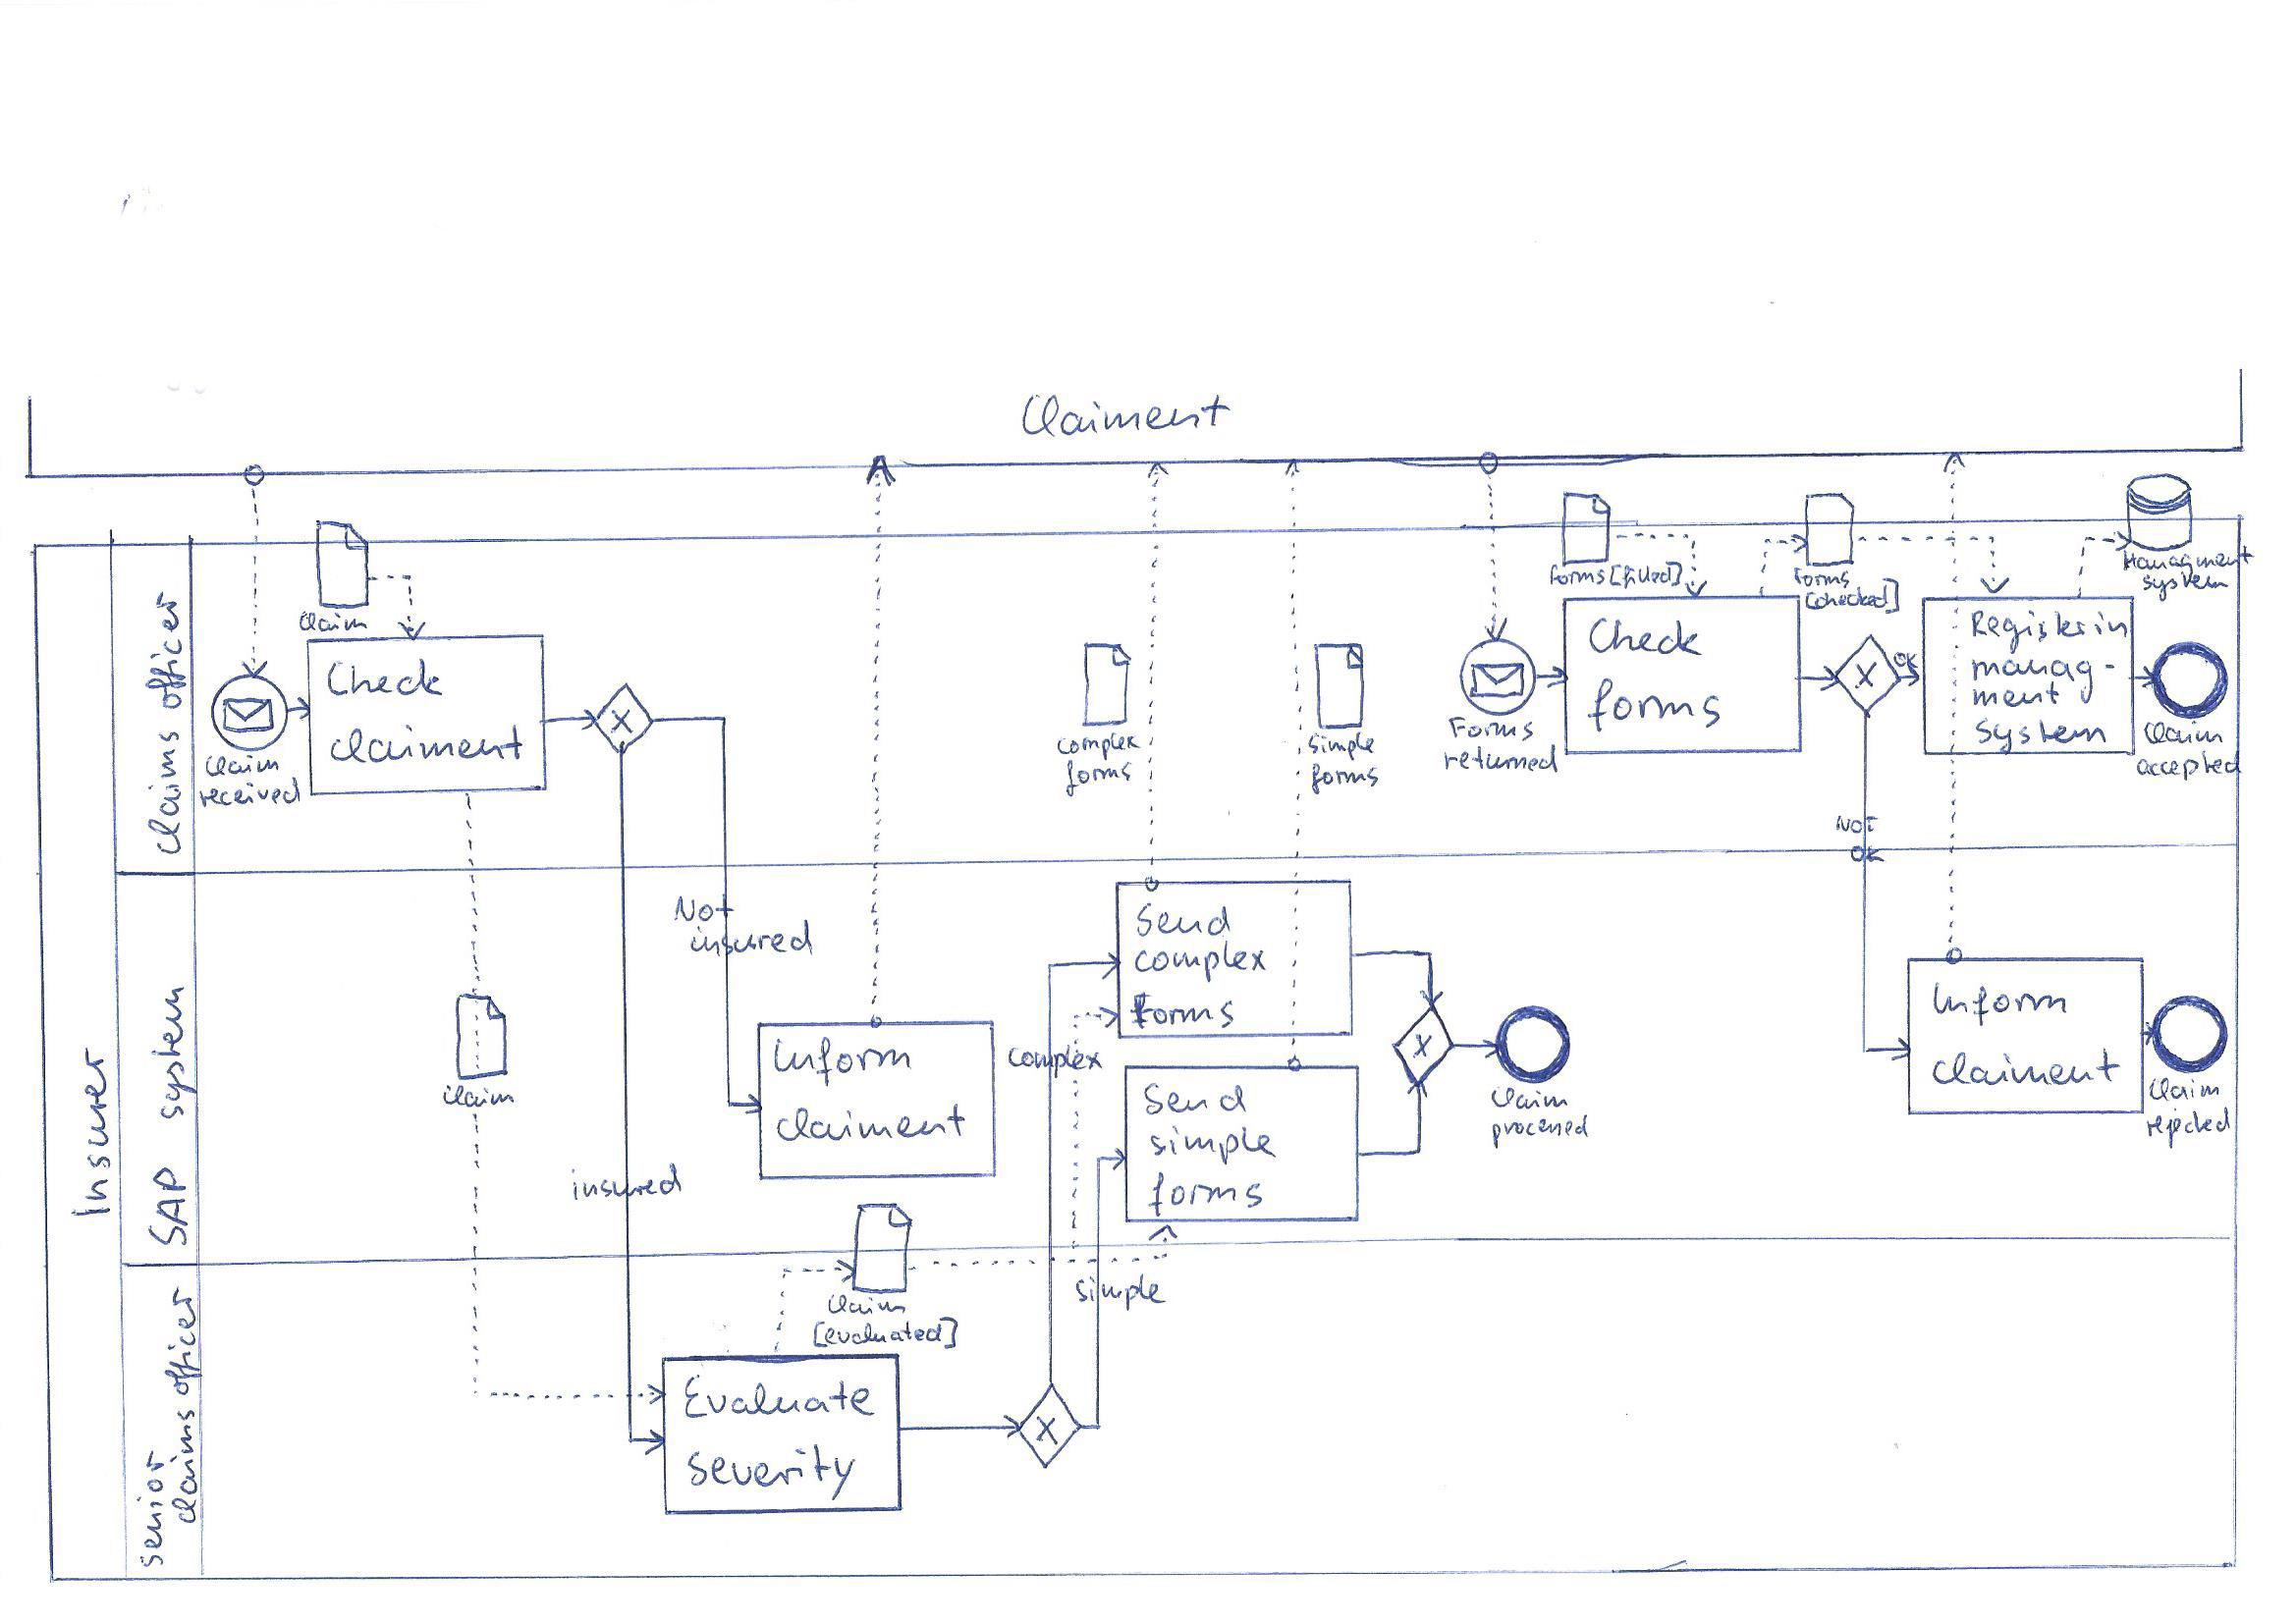 Claiment
Insurer
claims officer
SAP system
senior
claims officer
claim
received
claim
Check
claiment
X
claim
Not
insured
insured
Inform
claiment
claim
[evaluated]
Evaluate
severity
X
complex
simple
complex
forms
simple
forms
Send
complex
forms
Send
simple
forms
X
claim
processed
Forms
returned
forms [filled]
Check
forms
forms
[checked]
X
OK
Not
OK
Register in
manag-
ment
system
Managment
system
claim
accepted
Inform
claiment
claim
rejected